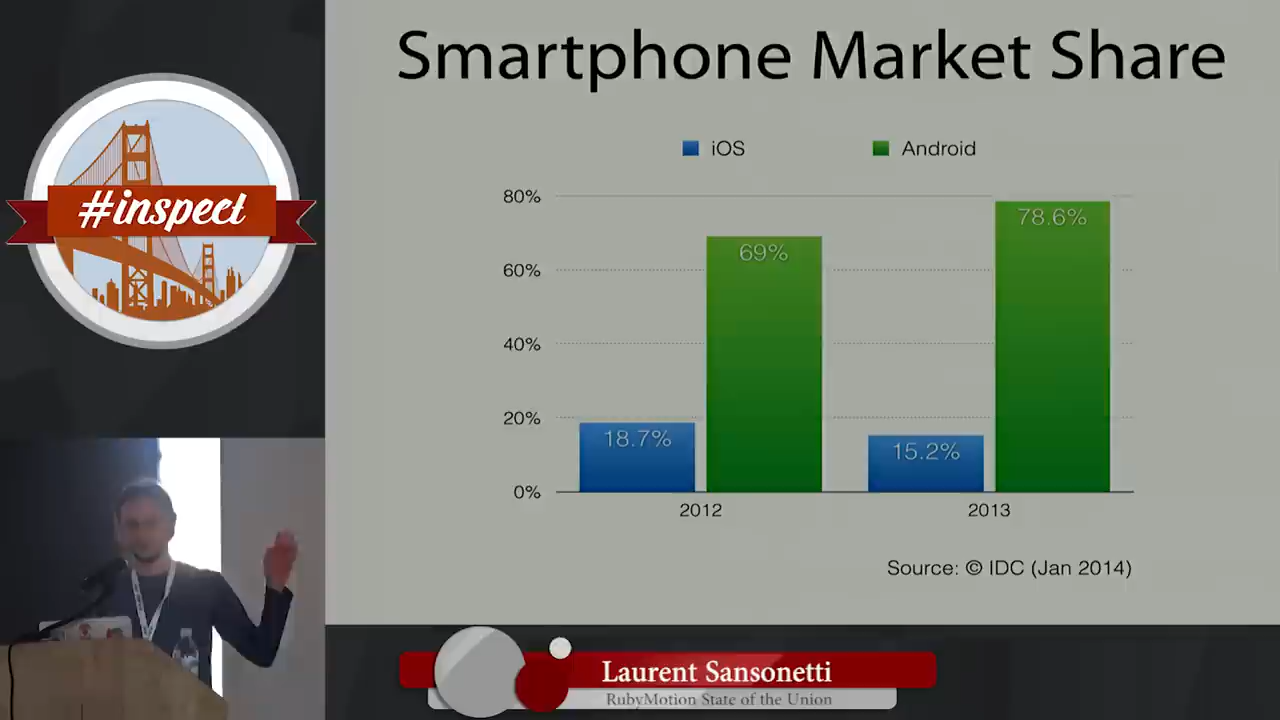 Smartphone Market Share
iOS
Android
#inspect
80%
78.6%
69%
60%
40%
20%
18.7%
15.2%
0%
2012
2013
Source: © IDC (Jan 2014)
Laurent Sansonetti
RubyMotion State of the Union